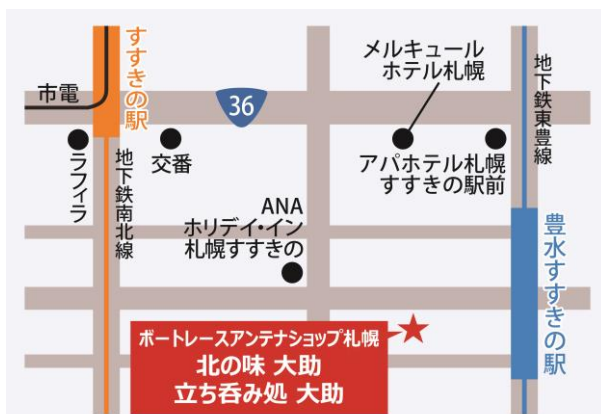 すすきの駅
市電
36
メルキュール
ホテル札幌
地下鉄東豊線
ラフィラ
地下鉄南北線
交番
アパホテル札幌
すすきの駅前
ANA
ホリデイ・イン
札幌すすきの
豊水すすきの駅
ボートレースアンテナショップ札幌
北の味 大助
立ち呑み処 大助